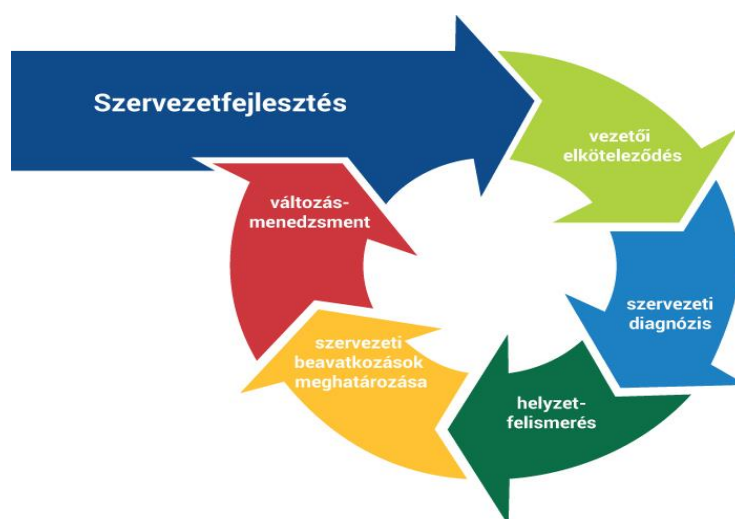 Szervezetfejlesztés
vezetői
elköteleződés
szervezeti
diagnózis
helyzet-
felismerés
szervezeti
beavatkozások
meghatározása
változás-
menedzsment